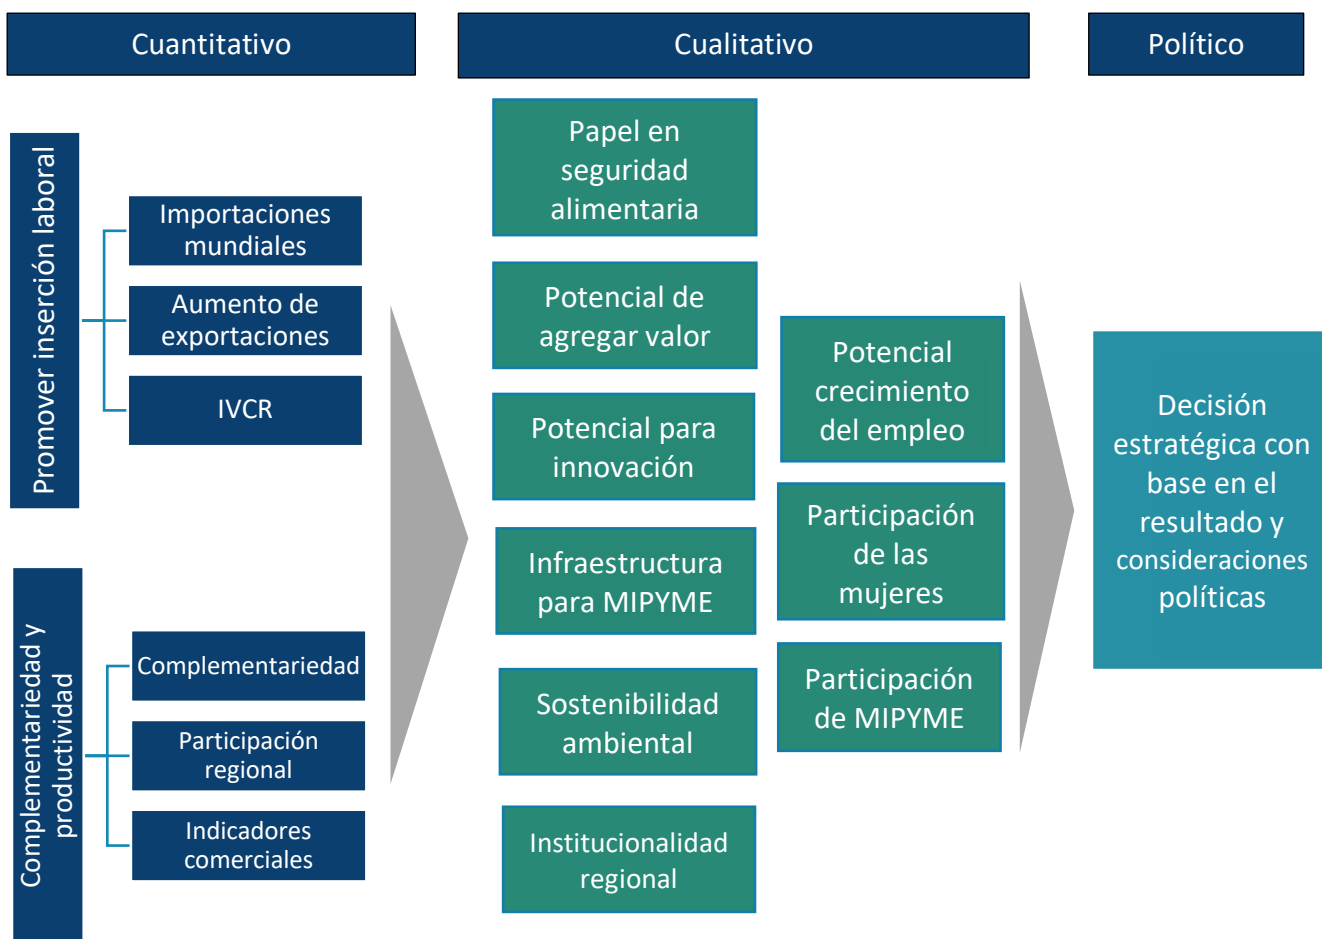 Cuantitativo
Cualitativo
Político
Promover inserción laboral
Importaciones
mundiales
Aumento de
exportaciones
IVCR
Complementariedad y
productividad
Complementariedad
Participación
regional
Indicadores
comerciales
Papel en
seguridad
alimentaria
Potencial de
agregar valor
Potencial para
innovación
Infraestructura
para MIPYME
Sostenibilidad
ambiental
Institucionalidad
regional
Potencial
crecimiento
del empleo
Participación
de las
mujeres
Participación
de MIPYME
Decisión
estratégica con
base en el
resultado y
consideraciones
políticas